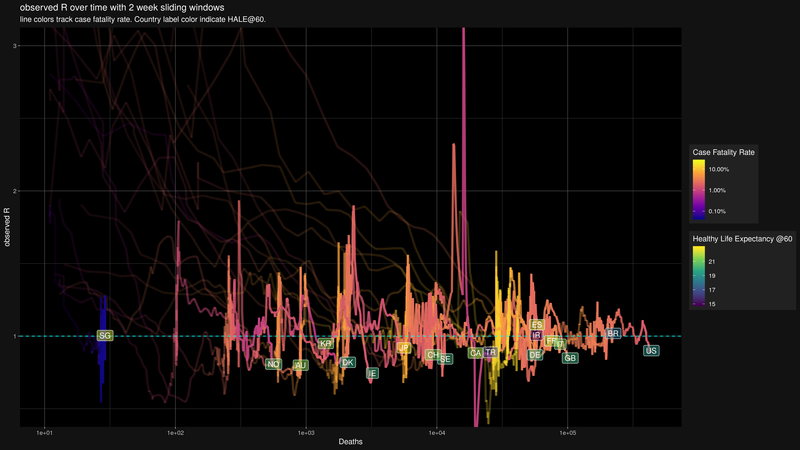 observed R over time with 2 week sliding windows
line colors track case fatality rate. Country label color indicate HALE@60.
3
2
1
observed R
SG
NO
AU
KR
DK
IE
JP
CH
SE
CA
TR
ES
IR
DE
FR
IT
GB
BR
US
1e+01
1e+02
1e+03
1e+04
1e+05
Deaths
Case Fatality Rate
10.00%
1.00%
0.10%
Healthy Life Expectancy @60
21
19
17
15